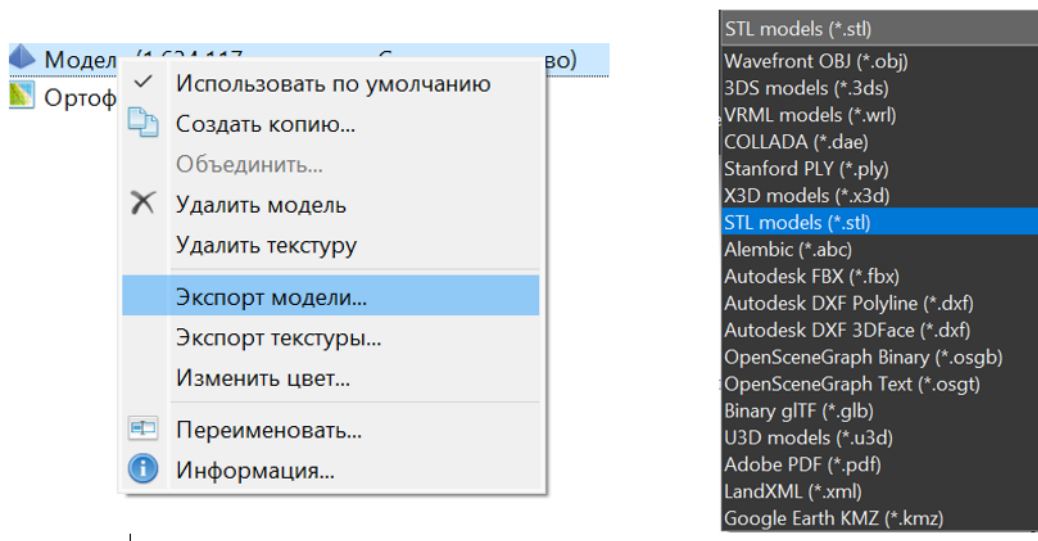 Модел
во)
Ортоф
Использовать по умолчанию
Создать копию...
Объединить...
Удалить модель
Удалить текстуру
Экспорт модели...
Экспорт текстуры...
Изменить цвет...
Переименовать...
Информация...
STL models (*.stl)
Wavefront OBJ (*.obj)
3DS models (*.3ds)
VRML models (*.wrl)
COLLADA (*.dae)
Stanford PLY (*.ply)
X3D models (*.x3d)
STL models (*.stl)
Alembic (*.abc)
Autodesk FBX (*.fbx)
Autodesk DXF Polyline (*.dxf)
Autodesk DXF 3DFace (*.dxf)
OpenSceneGraph Binary (*.osgb)
OpenSceneGraph Text (*.osgt)
Binary glTF (*.glb)
U3D models (*.u3d)
Adobe PDF (*.pdf)
LandXML (*.xml)
Google Earth KMZ (*.kmz)